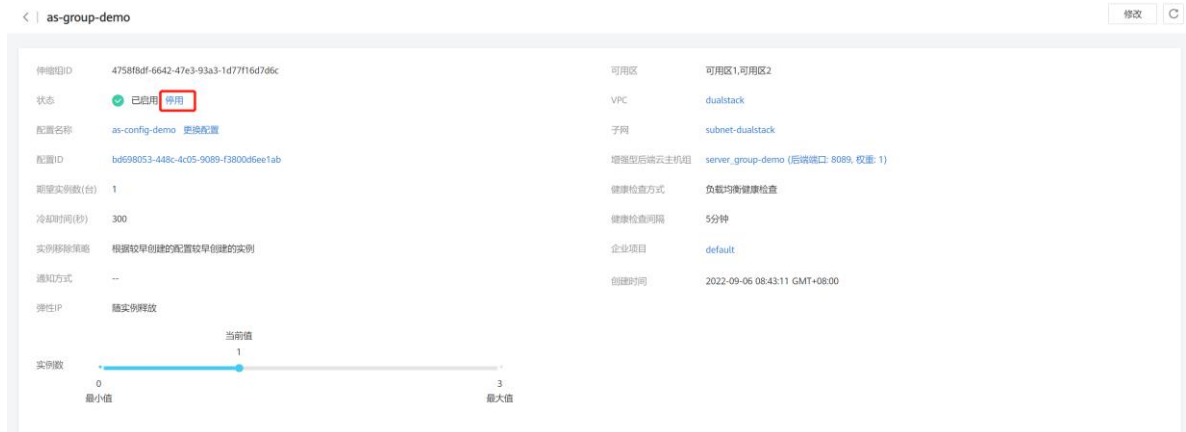 as-group-demo
修改
伸缩组ID 4758f8df-6642-47e3-93a3-1d77f16d7d6c
可用区 可用区1,可用区2
状态 已启用 停用
VPC dualstack
配置名称 as-config-demo 更换配置
子网 subnet-dualstack
配置ID bd698053-448c-4c05-9089-f3800d6ee1ab
增强型后端云主机组 server_group-demo (后端端口: 8089, 权重: 1)
期望实例数(台) 1
健康检查方式 负载均衡健康检查
冷却时间(秒) 300
健康检查间隔 5分钟
实例移除策略 根据较早创建的配置较早创建的实例
企业项目 default
通知方式 --
创建时间 2022-09-06 08:43:11 GMT+08:00
弹性IP 随实例释放
当前值
1
实例数
0 3
最小值 最大值